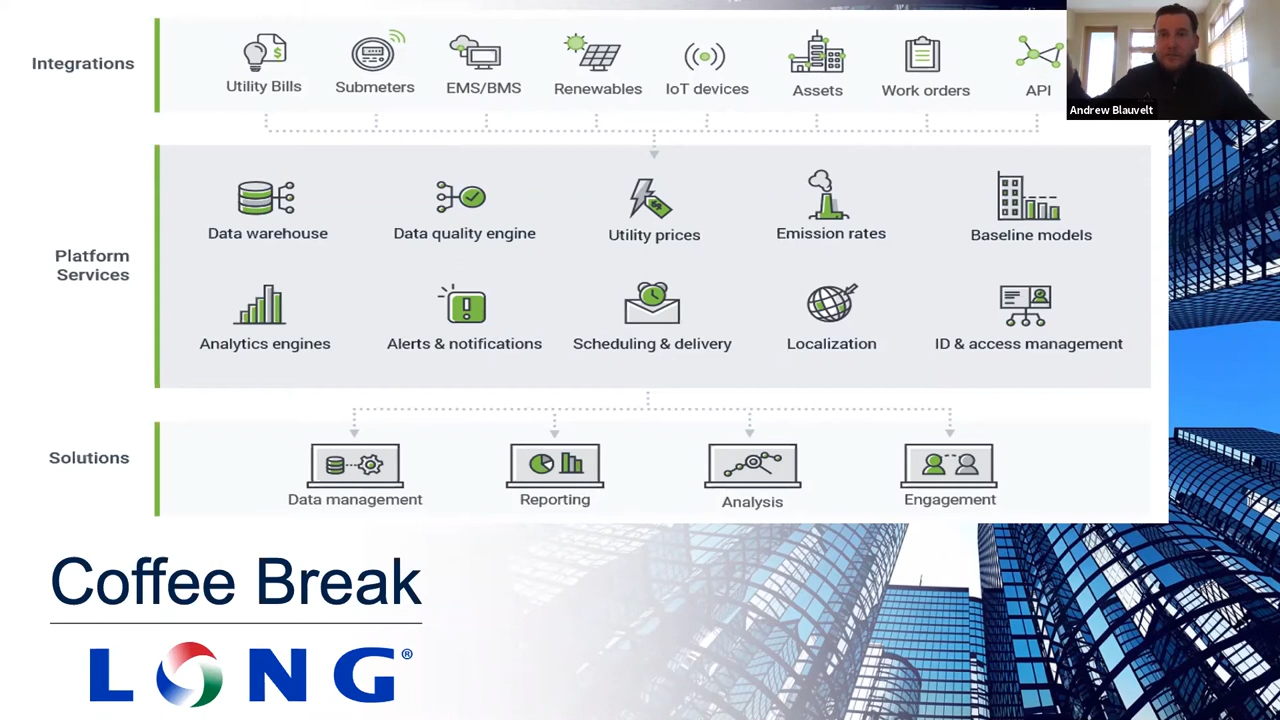 Integrations
Utility Bills
Submeters
EMS/BMS
Renewables
IoT devices
Assets
Work orders
API
Andrew Blauvelt
Platform
Services
Data warehouse
Data quality engine
Utility prices
Emission rates
Baseline models
Analytics engines
Alerts & notifications
Scheduling & delivery
Localization
ID & access management
Solutions
Data management
Reporting
Analysis
Engagement
Coffee Break
LONG®